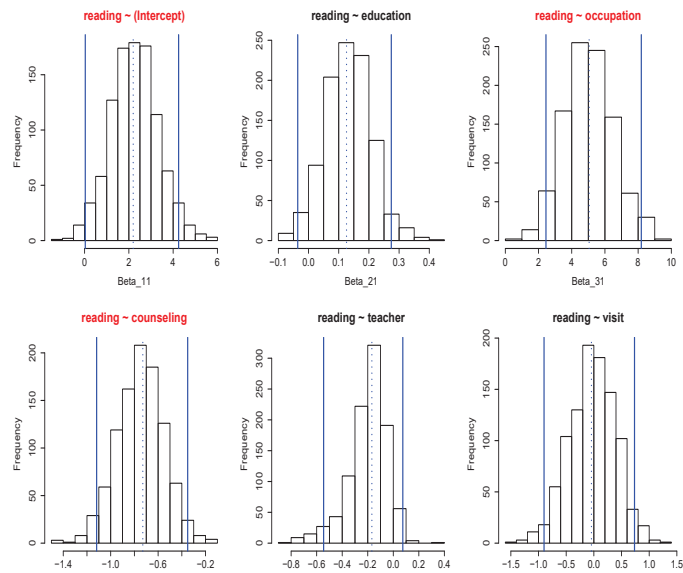 reading ~ (Intercept)
reading ~ education
reading ~ occupation
Frequency
0 50 100 150
0 2 4 6
Beta_11
Frequency
0 50 100 150 200 250
−0.1 0.0 0.1 0.2 0.3 0.4
Beta_21
Frequency
0 50 100 150 200 250
0 2 4 6 8 10
Beta_31
reading ~ counseling
reading ~ teacher
reading ~ visit
Frequency
0 50 100 150 200
−1.4 −1.0 −0.6 −0.2
Frequency
0 50 100 150 200 250 300
−0.8 −0.6 −0.4 −0.2 0.0 0.2 0.4
Frequency
0 50 100 150 200
−1.5 −1.0 −0.5 0.0 0.5 1.0 1.5